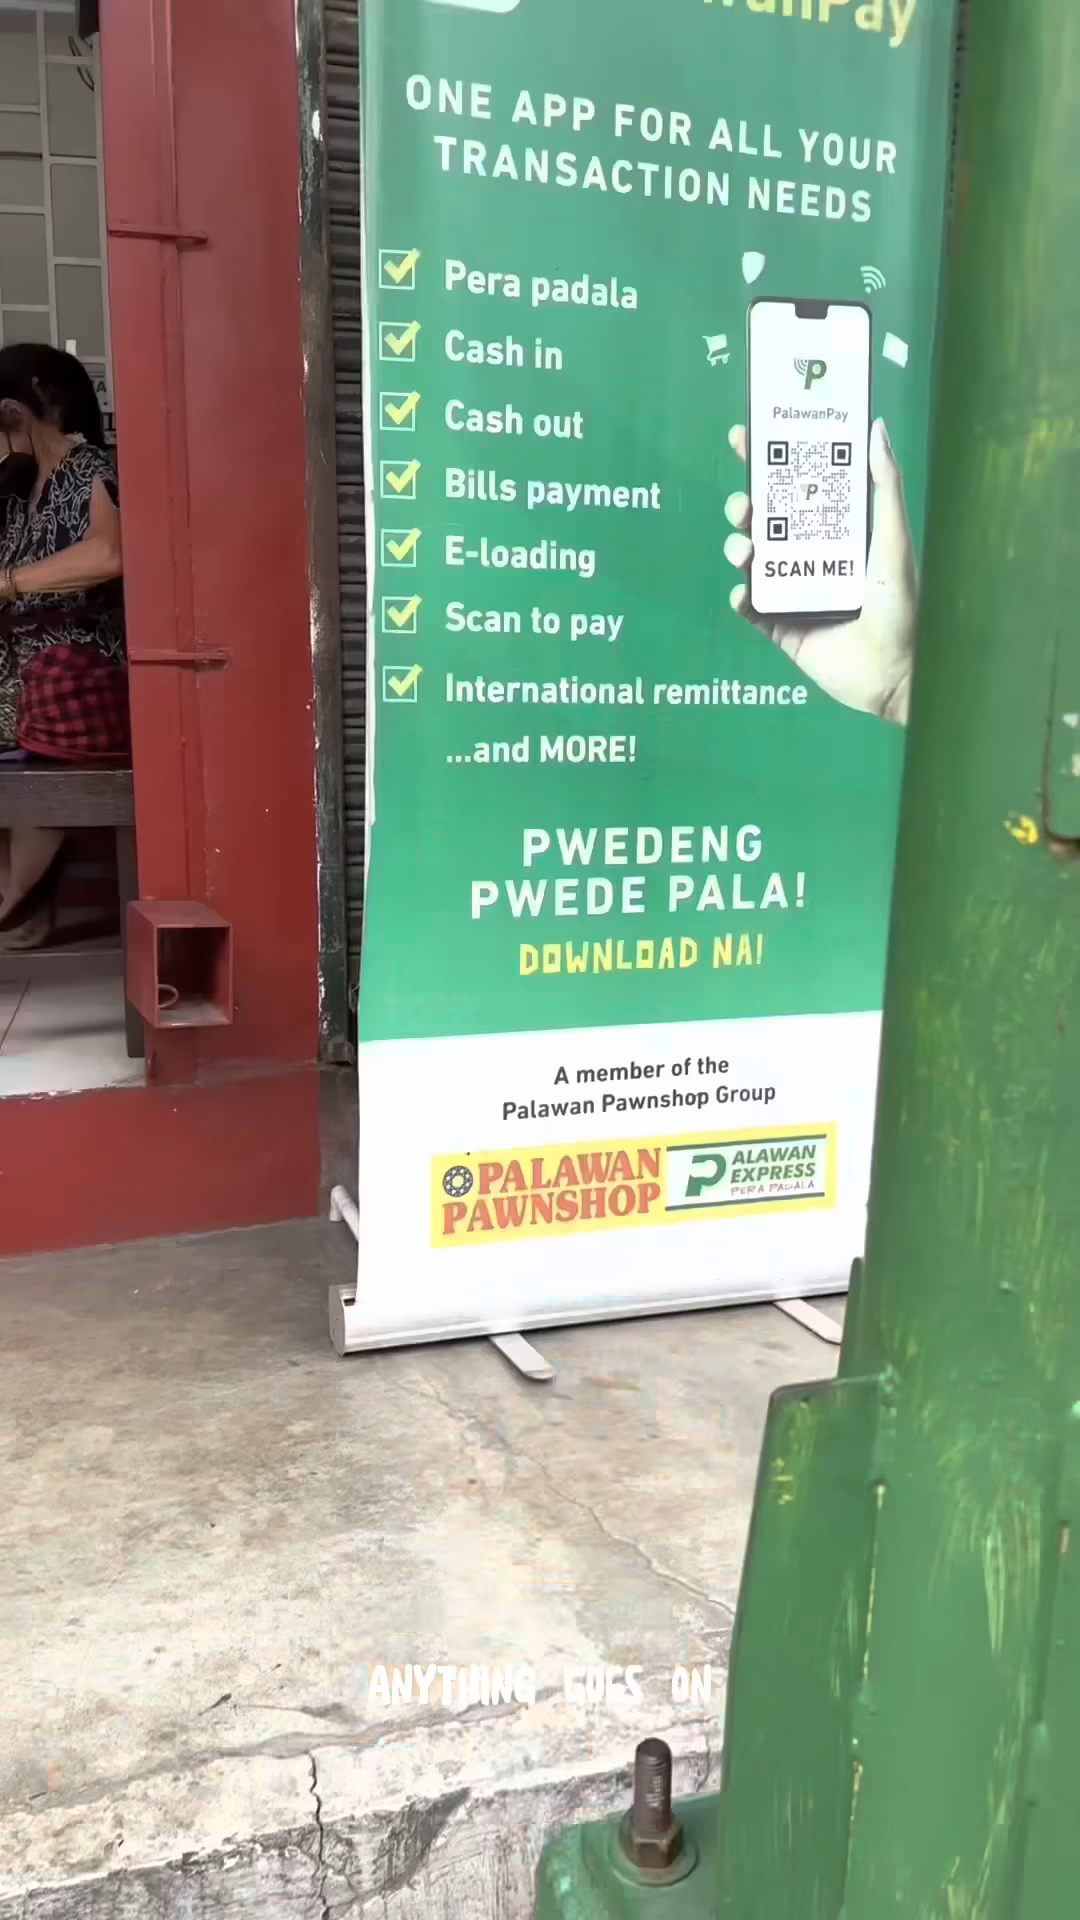 ONE APP FOR ALL YOUR
TRANSACTION NEEDS
Pera padala
Cash in
Cash out
Bills payment
E-loading
Scan to pay
International remittance
...and MORE!
PalawanPay
SCAN ME!
PWEDENG
PWEDE PALA!
DOWNLOAD NA!
A member of the
Palawan Pawnshop Group
PALAWAN
PAWNSHOP
PALAWAN
EXPRESS
PERA PADALA
ANYTHING GOES ON